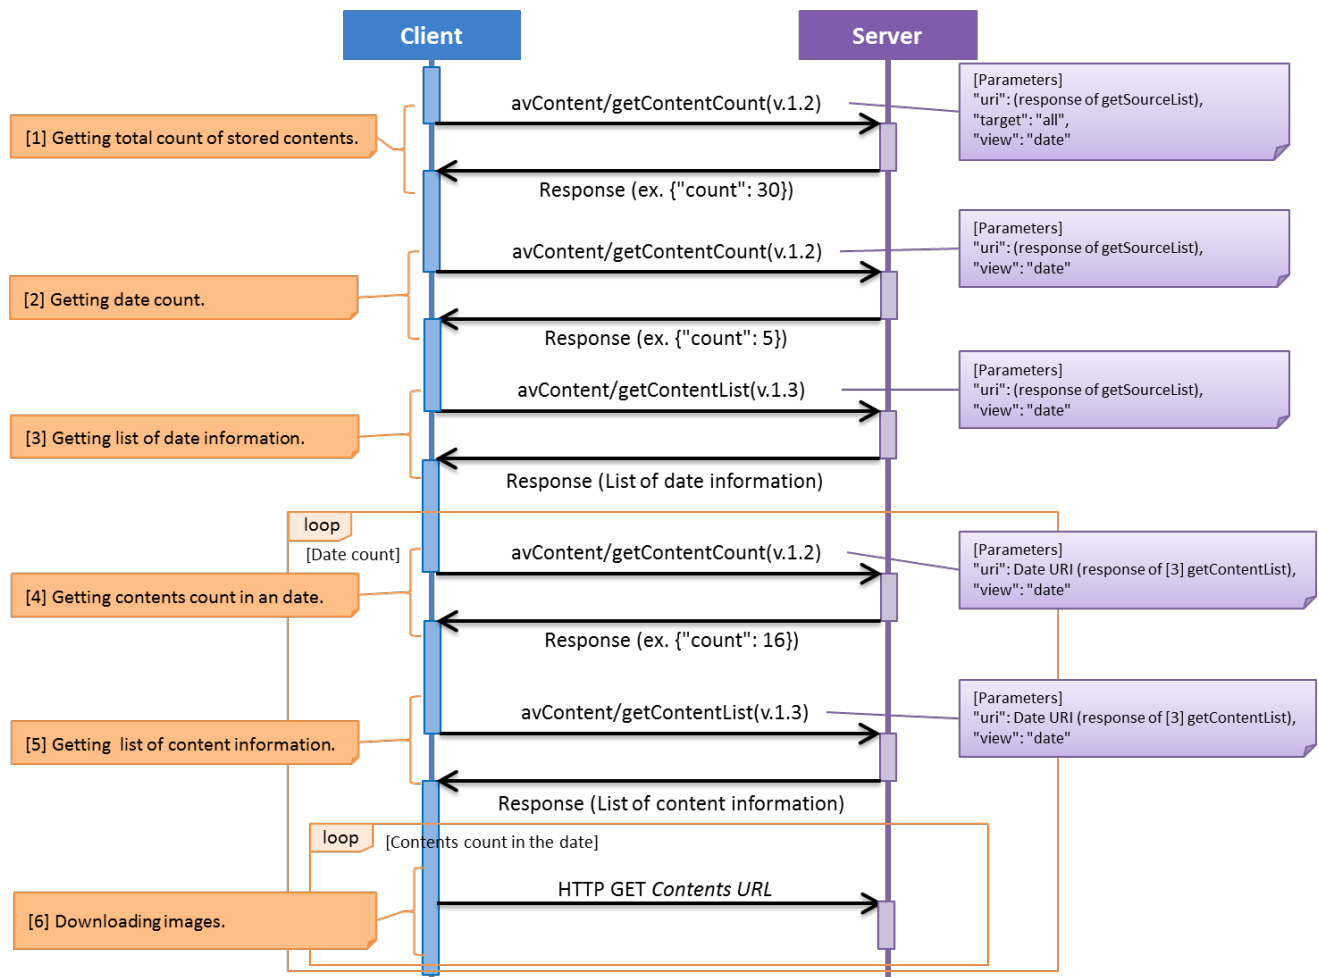 Client
Server
avContent/getContentCount(v.1.2)
[Parameters]
"uri": (response of getSourceList),
"target": "all",
"view": "date"
[1] Getting total count of stored contents.
Response (ex. {"count": 30})
avContent/getContentCount(v.1.2)
[Parameters]
"uri": (response of getSourceList),
"view": "date"
[2] Getting date count.
Response (ex. {"count": 5})
avContent/getContentList(v.1.3)
[Parameters]
"uri": (response of getSourceList),
"view": "date"
[3] Getting list of date information.
Response (List of date information)
loop
[Date count]
avContent/getContentCount(v.1.2)
[Parameters]
"uri": Date URI (response of [3] getContentList),
"view": "date"
[4] Getting contents count in an date.
Response (ex. {"count": 16})
avContent/getContentList(v.1.3)
[Parameters]
"uri": Date URI (response of [3] getContentList),
"view": "date"
[5] Getting  list of content information.
Response (List of content information)
loop
[Contents count in the date]
HTTP GET Contents URL
[6] Downloading images.